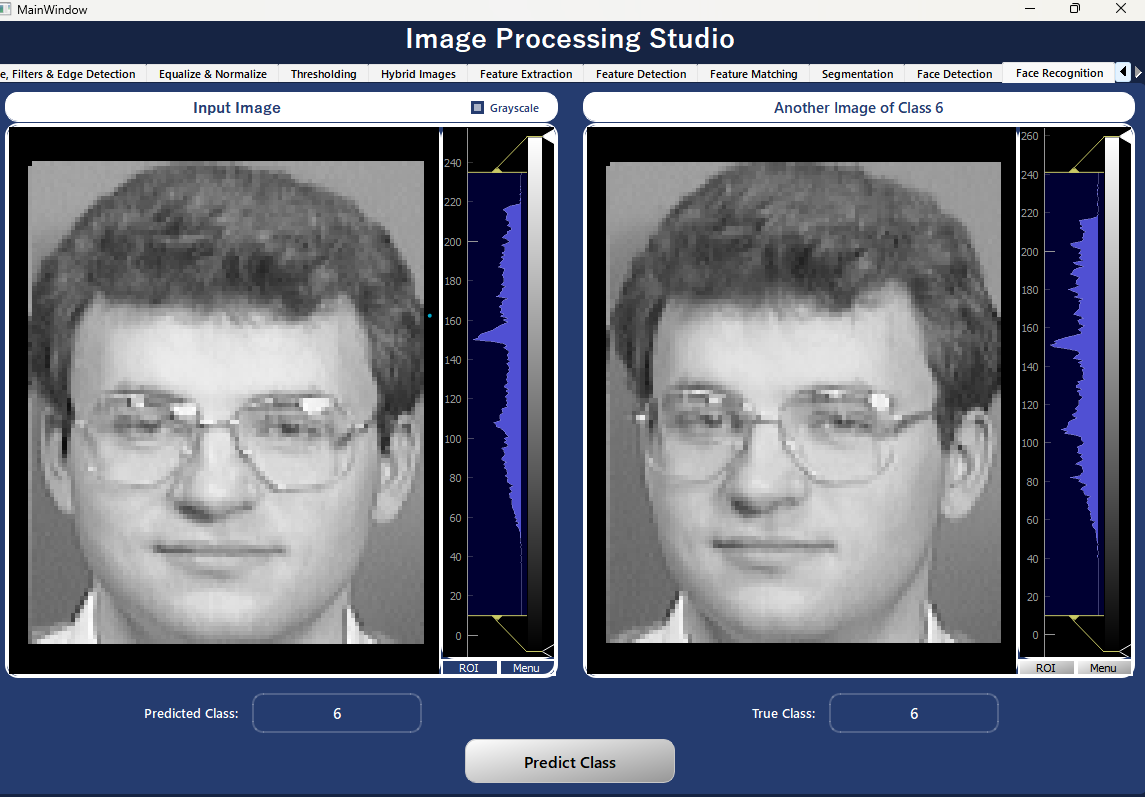 MainWindow
Image Processing Studio
e, Filters & Edge Detection Equalize & Normalize Thresholding Hybrid Images Feature Extraction Feature Detection Feature Matching Segmentation Face Detection Face Recognition
Input Image Grayscale
Another Image of Class 6
240
220
200
180
160
140
120
100
80
60
40
20
0
ROI Menu
260
240
220
200
180
160
140
120
100
80
60
40
20
0
ROI Menu
Predicted Class: 6
True Class: 6
Predict Class